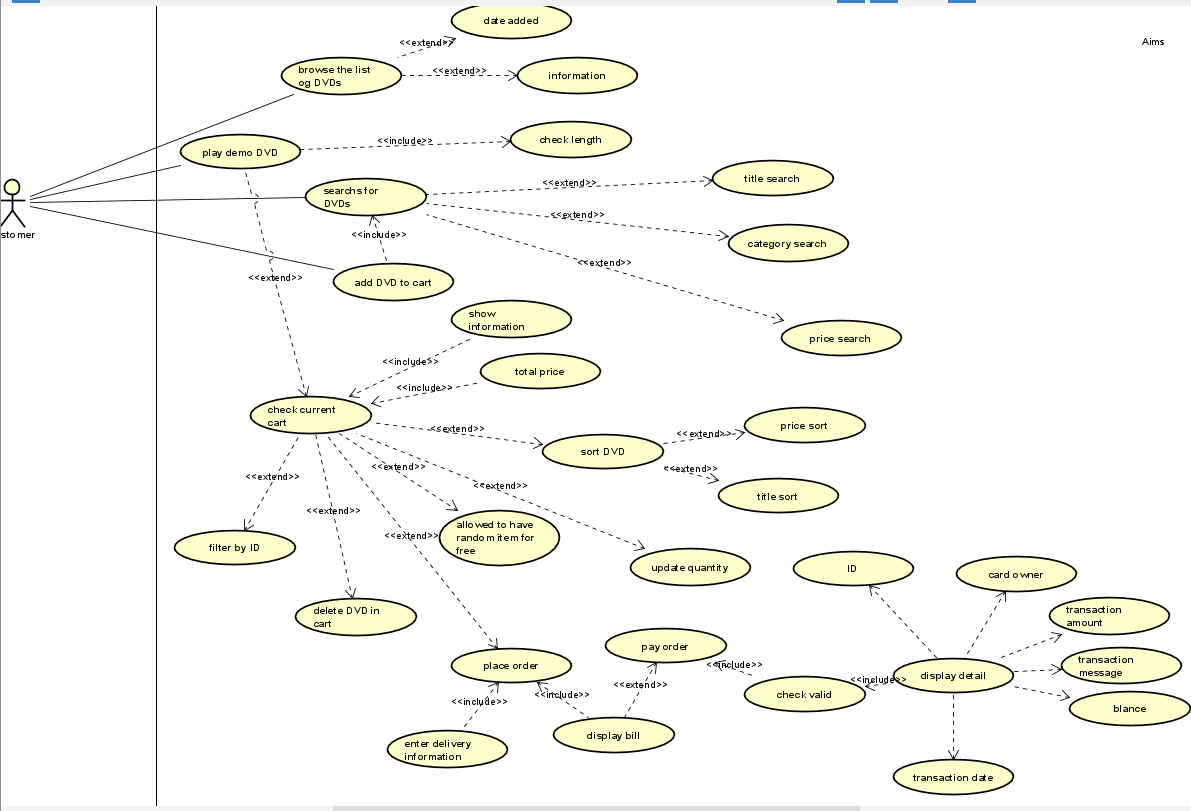 date added
<<extend>>
Aims
browse the list
og DVDs
<<extend>>
information
play demo DVD
<<include>>
check length
searchs for
DVDs
<<extend>>
title search
<<extend>>
category search
<<include>>
stomer
<<extend>>
<<extend>>
add DVD to cart
show
information
price search
<<include>>
total price
<<include>>
check current
cart
<<extend>>
<<extend>>
price sort
sort DVD
<<extend>>
<<extend>>
<<extend>>
<<extend>>
title sort
<<extend>>
allowed to have
random item for
free
<<extend>>
filter by ID
update quantity
ID
card owner
delete DVD in
cart
transaction
amount
pay order
place order
<<include>>
transaction
message
<<include>>
display detail
<<extend>>
<<include>>
<<include>>
check valid
blance
display bill
enter delivery
information
transaction date